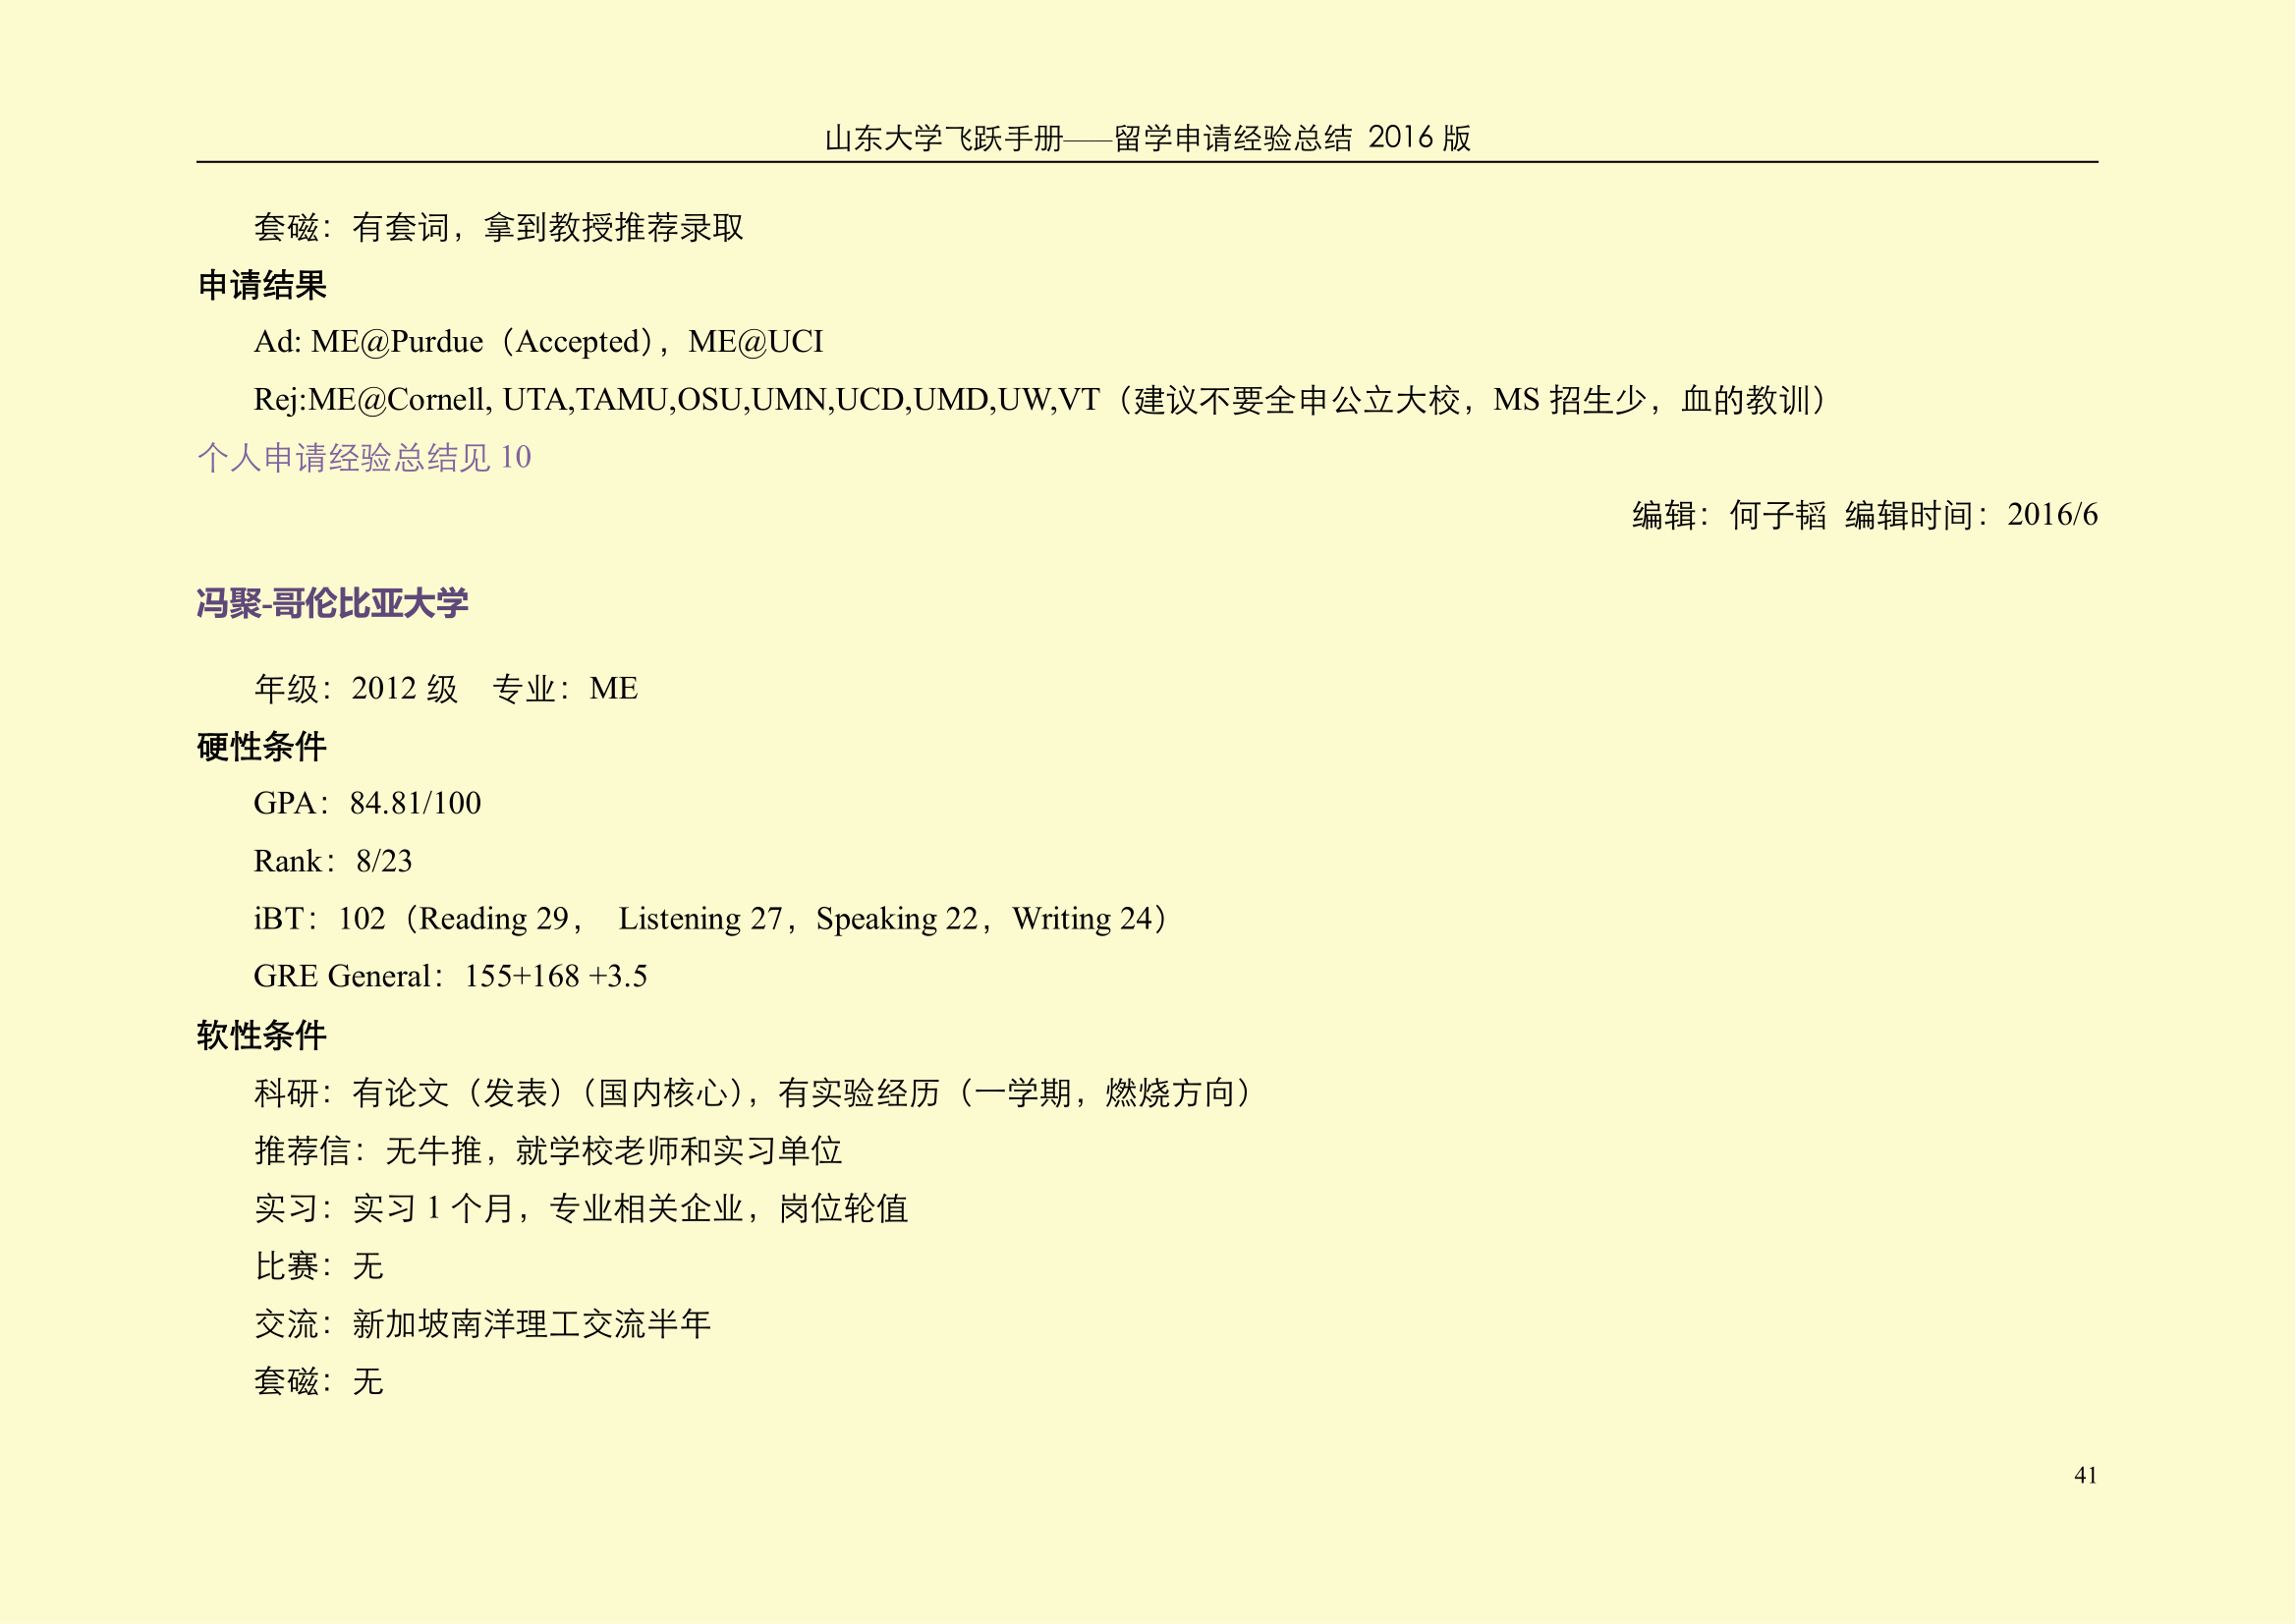 山东大学飞跃手册——留学申请经验总结 2016 版
套磁：有套词，拿到教授推荐录取
申请结果
Ad: ME@Purdue（Accepted），ME@UCI
Rej:ME@Cornell, UTA,TAMU,OSU,UMN,UCD,UMD,UW,VT（建议不要全申公立大校，MS 招生少，血的教训）
个人申请经验总结见 10
编辑：何子韬 编辑时间：2016/6
冯聚-哥伦比亚大学
年级：2012 级　专业：ME
硬性条件
GPA：84.81/100
Rank：8/23
iBT：102（Reading 29， Listening 27，Speaking 22，Writing 24）
GRE General：155+168 +3.5
软性条件
科研：有论文（发表）（国内核心），有实验经历（一学期，燃烧方向）
推荐信：无牛推，就学校老师和实习单位
实习：实习 1 个月，专业相关企业，岗位轮值
比赛：无
交流：新加坡南洋理工交流半年
套磁：无
41